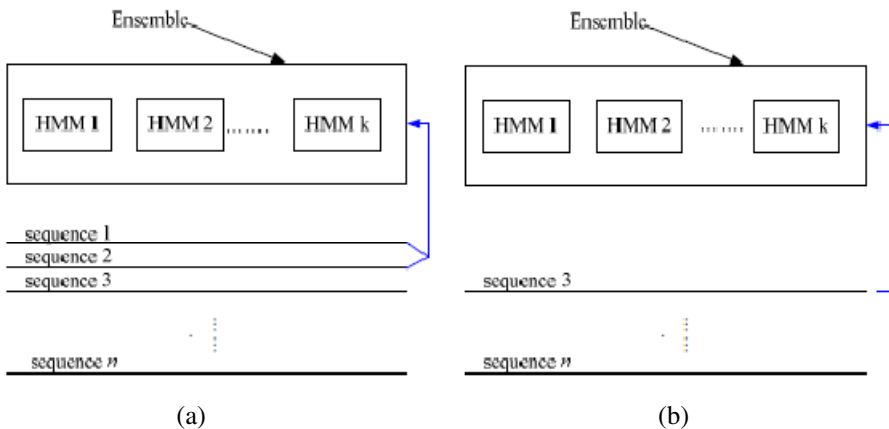 Ensemble
HMM 1
HMM 2
.......
HMM k
sequence 1
sequence 2
sequence 3
sequence n
(a)
Ensemble
HMM 1
HMM 2
.......
HMM k
sequence 3
sequence n
(b)